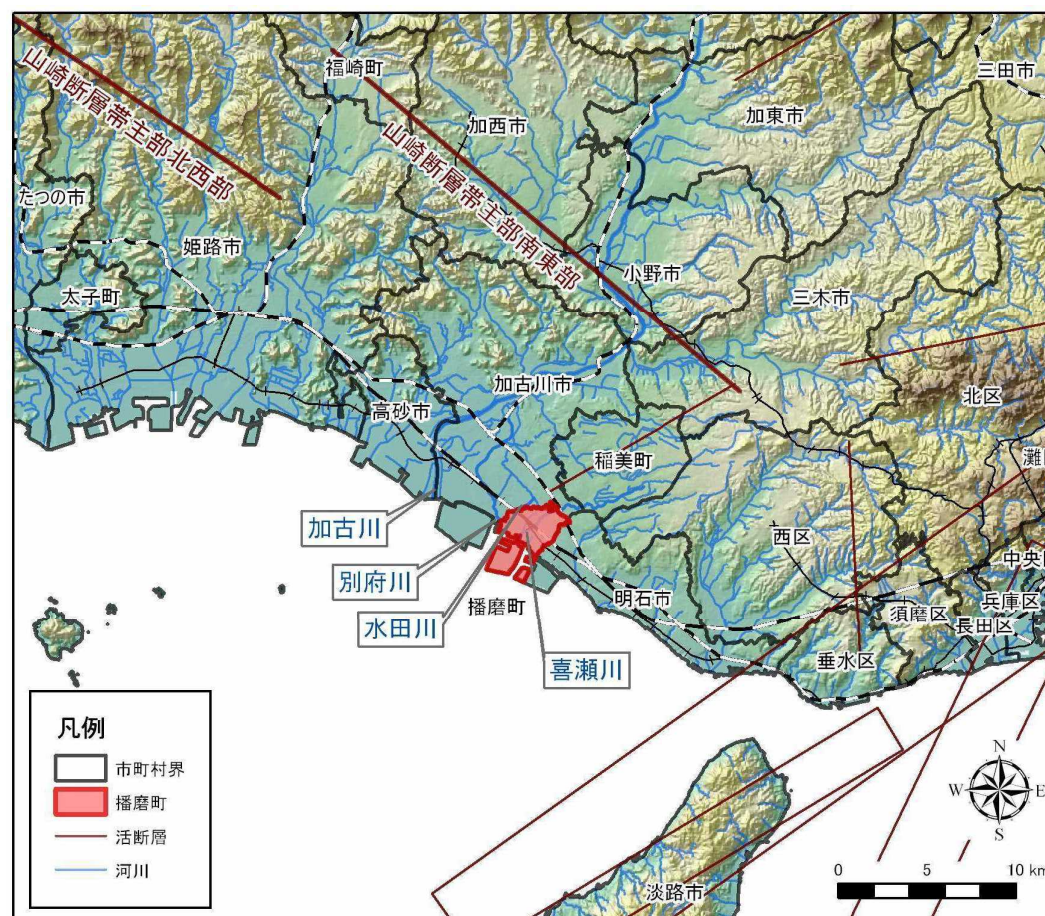 三田市
福崎町
加西市
加東市
山崎断層帯主部北西部
山崎断層帯主部南東部
たつの市
姫路市
小野市
太子町
三木市
加古川市
北区
高砂市
稲美町
加古川
西区
中央
別府川
播磨町
明石市
須磨区
兵庫区
長田区
水田川
垂水区
喜瀬川
凡例
市町村界
播磨町
活断層
河川
N
W
E
S
0 5 10 km
淡路市